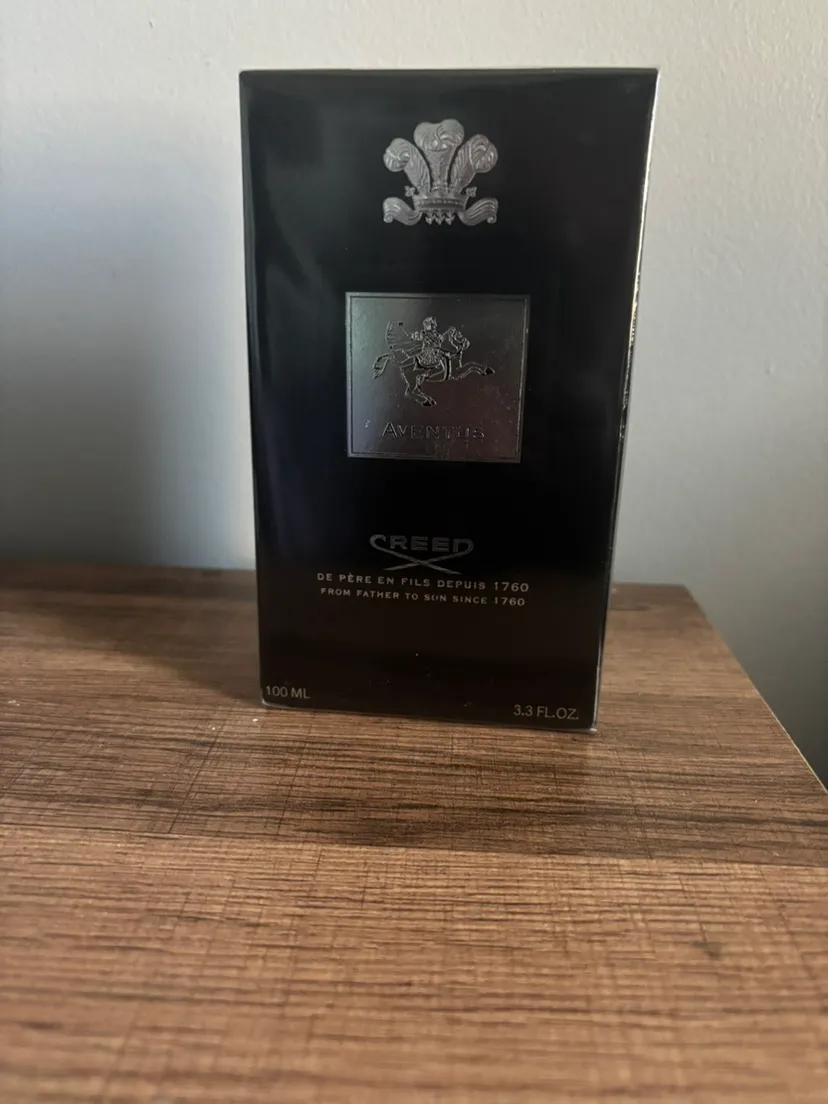 AVENTUS
CREED
DE PÈRE EN FILS DEPUIS 1760
FROM FATHER TO SON SINCE 1760
100 ML
3.3 FL.OZ.